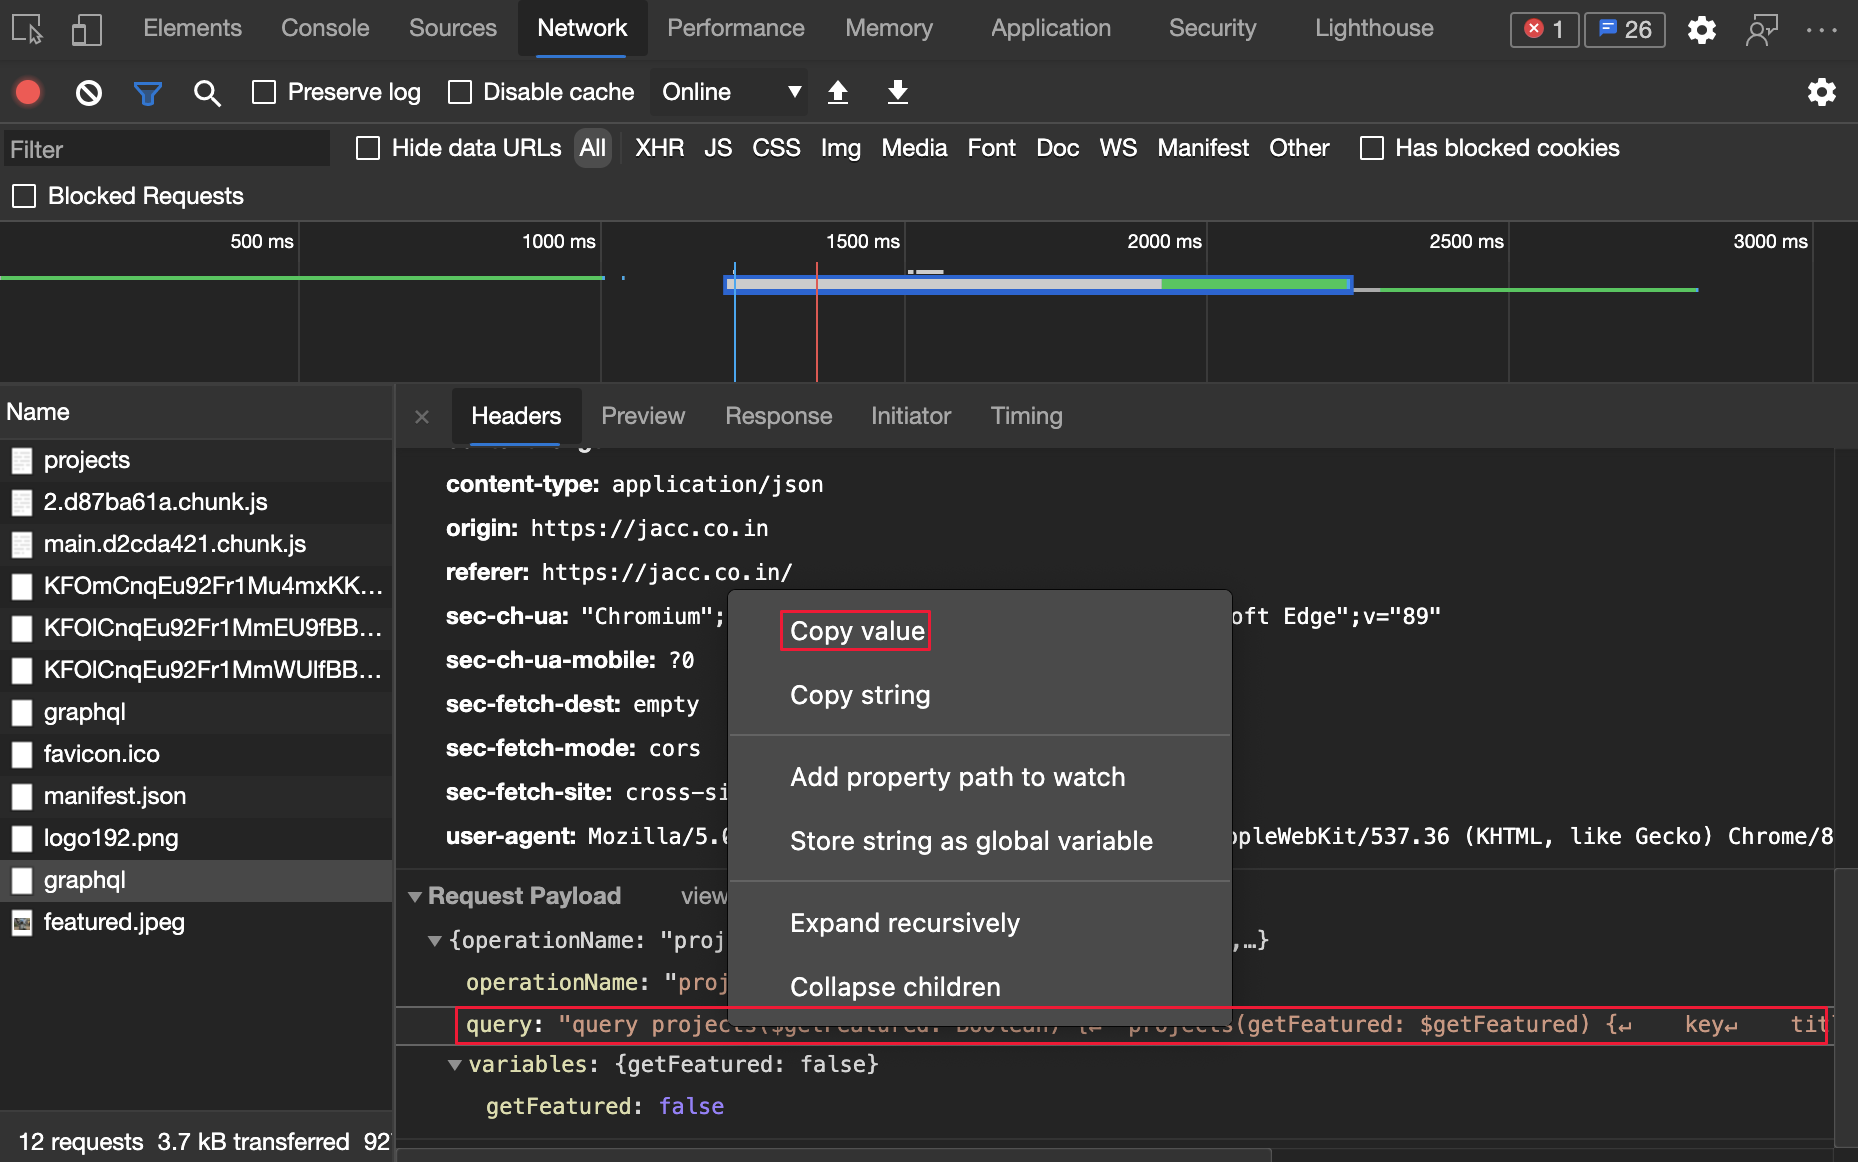 Elements Console Sources Network Performance Memory Application Security Lighthouse 1 26
Preserve log Disable cache Online
Filter Hide data URLs All XHR JS CSS Img Media Font Doc WS Manifest Other Has blocked cookies
Blocked Requests
500 ms 1000 ms 1500 ms 2000 ms 2500 ms 3000 ms
Name
projects
2.d87ba61a.chunk.js
main.d2cda421.chunk.js
KFOmCnqEu92Fr1Mu4mxKK...
KFOlCnqEu92Fr1MmEU9fBB...
KFOlCnqEu92Fr1MmWUlfBB...
graphql
favicon.ico
manifest.json
logo192.png
graphql
featured.jpeg
12 requests 3.7 kB transferred 92
Headers Preview Response Initiator Timing
content-type: application/json
origin: https://jacc.co.in
referer: https://jacc.co.in/
sec-ch-ua: "Chromium"; oft Edge";v="89"
sec-ch-ua-mobile: ?0
sec-fetch-dest: empty
sec-fetch-mode: cors
sec-fetch-site: cross-si
user-agent: Mozilla/5.0 ppleWebKit/537.36 (KHTML, like Gecko) Chrome/8
Request Payload view
{operationName: "proj ,…}
operationName: "proj
query: "query projects($getFeatured: Boolean) {↵ projects(getFeatured: $getFeatured) {↵ key↵ tit
variables: {getFeatured: false}
getFeatured: false
Copy value
Copy string
Add property path to watch
Store string as global variable
Expand recursively
Collapse children